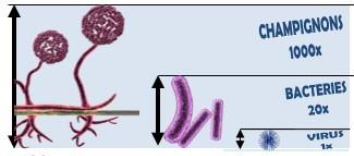 CHAMPIGNONS
1000x
BACTERIES
20x
VIRUS
1x